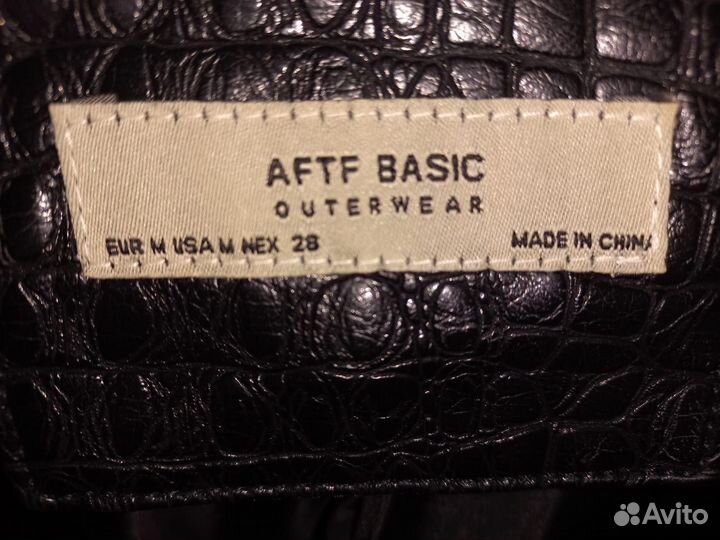 AFTF BASIC
OUTERWEAR
EUR M USA M MEX 28 MADE IN CHINA
Avito